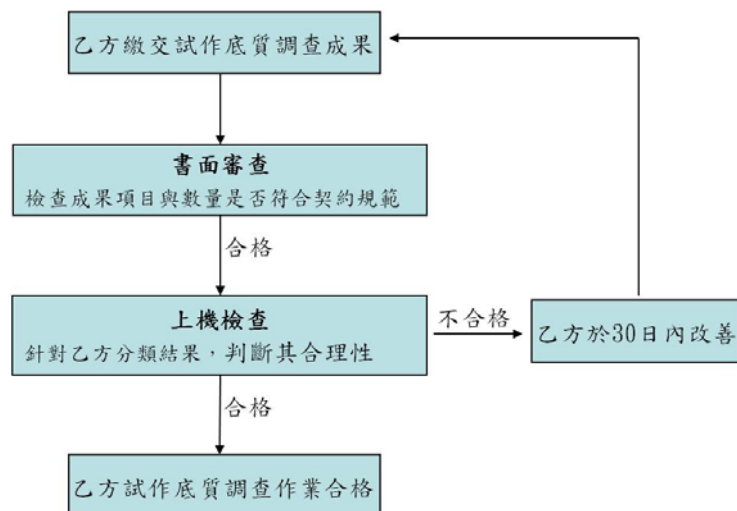 乙方繳交試作底質調查成果
書面審查
檢查成果項目與數量是否符合契約規範
合格
上機檢查
針對乙方分類結果，判斷其合理性
不合格
乙方於30日內改善
合格
乙方試作底質調查作業合格